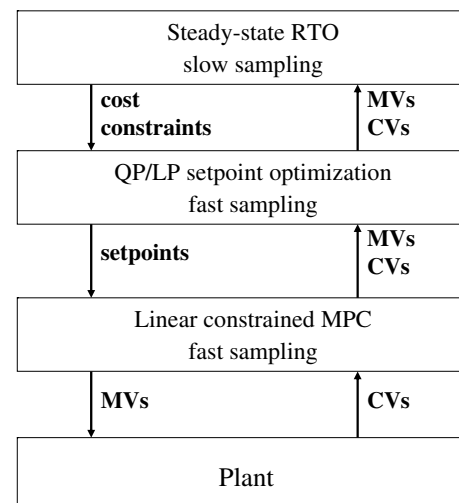 Steady-state RTO
slow sampling
cost
constraints
MVs
CVs
QP/LP setpoint optimization
fast sampling
setpoints
MVs
CVs
Linear constrained MPC
fast sampling
MVs
CVs
Plant